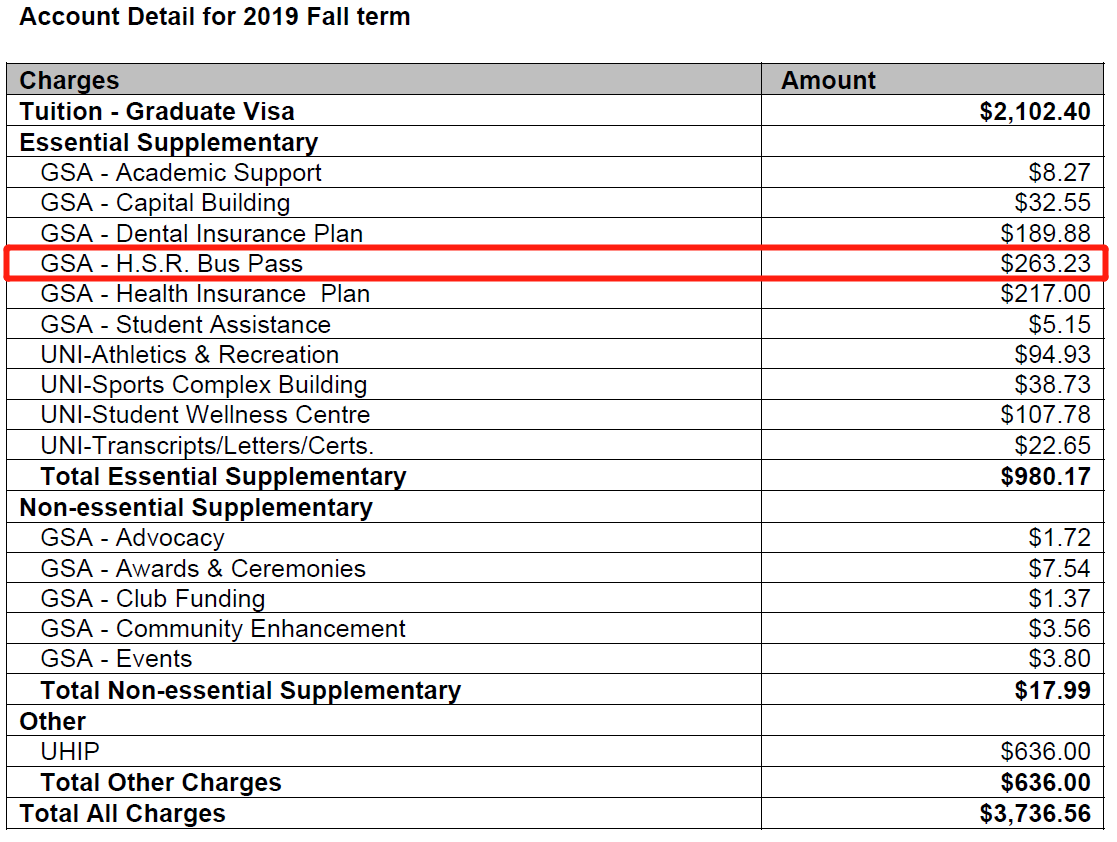 Account Detail for 2019 Fall term
Charges Amount
Tuition - Graduate Visa $2,102.40
Essential Supplementary
GSA - Academic Support $8.27
GSA - Capital Building $32.55
GSA - Dental Insurance Plan $189.88
GSA - H.S.R. Bus Pass $263.23
GSA - Health Insurance  Plan $217.00
GSA - Student Assistance $5.15
UNI-Athletics & Recreation $94.93
UNI-Sports Complex Building $38.73
UNI-Student Wellness Centre $107.78
UNI-Transcripts/Letters/Certs. $22.65
Total Essential Supplementary $980.17
Non-essential Supplementary
GSA - Advocacy $1.72
GSA - Awards & Ceremonies $7.54
GSA - Club Funding $1.37
GSA - Community Enhancement $3.56
GSA - Events $3.80
Total Non-essential Supplementary $17.99
Other
UHIP $636.00
Total Other Charges $636.00
Total All Charges $3,736.56